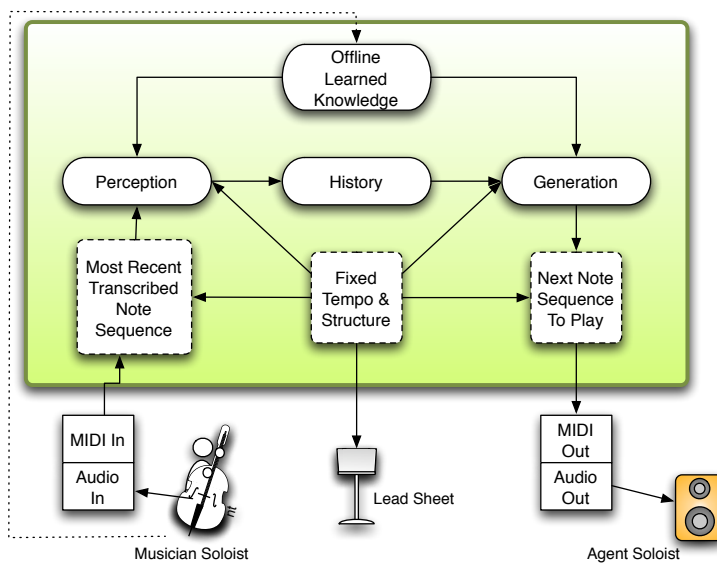 Offline
Learned
Knowledge
Perception
History
Generation
Most Recent
Transcribed
Note
Sequence
Fixed
Tempo &
Structure
Next Note
Sequence
To Play
MIDI In
Audio
In
MIDI
Out
Audio
Out
Lead Sheet
Musician Soloist
Agent Soloist